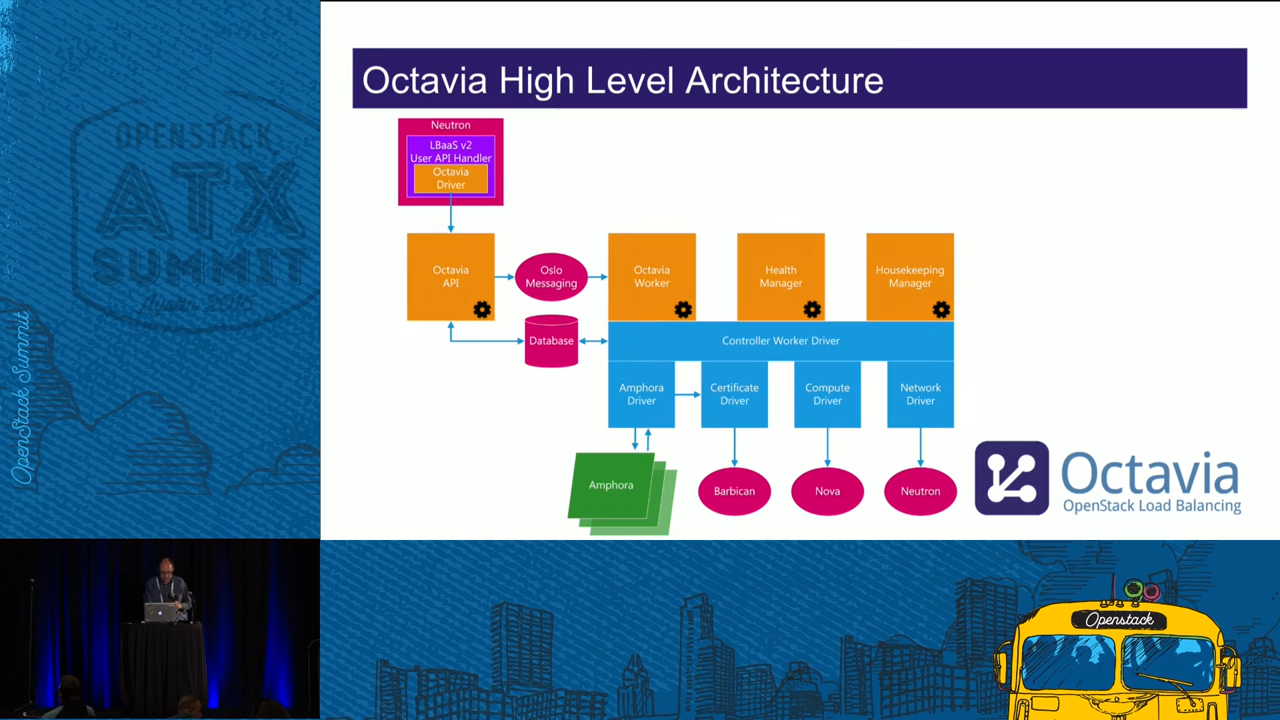 Octavia High Level Architecture
Neutron
LBaaS v2
User API Handler
Octavia
Driver
Octavia
API
Oslo
Messaging
Octavia
Worker
Health
Manager
Housekeeping
Manager
Database
Controller Worker Driver
Amphora
Driver
Certificate
Driver
Compute
Driver
Network
Driver
Amphora
Barbican
Nova
Neutron
Octavia
OpenStack Load Balancing
OPENSTACK
ATX
SUMMIT
OpenStack Summit
Openstack